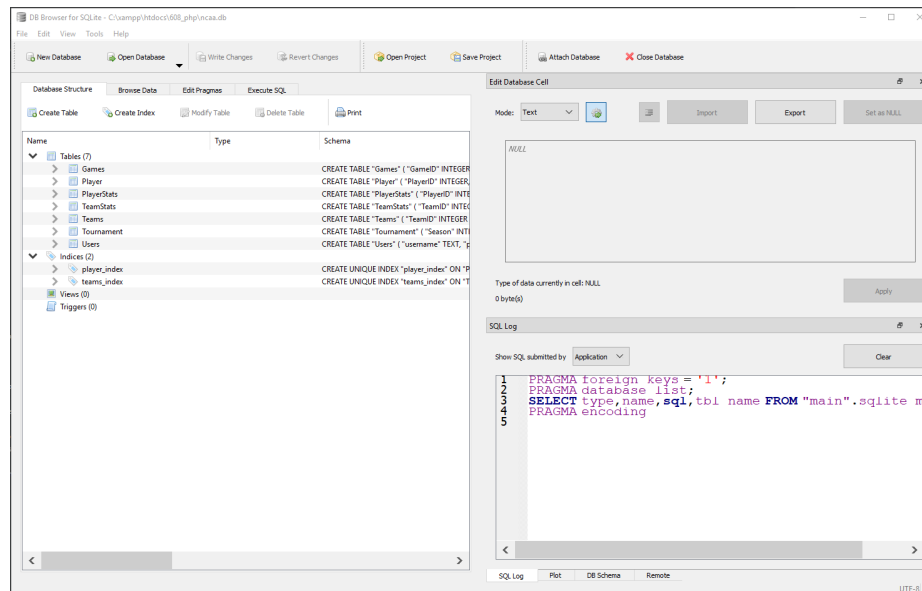 DB Browser for SQLite - C:\xampp\htdocs\608_php\ncaa.db
File Edit View Tools Help
New Database Open Database Write Changes Revert Changes Open Project Save Project Attach Database Close Database
Database Structure Browse Data Edit Pragmas Execute SQL
Create Table Create Index Modify Table Delete Table Print
Name Type Schema
Tables (7)
Games CREATE TABLE "Games" ( "GameID" INTEGER
Player CREATE TABLE "Player" ( "PlayerID" INTEGER,
PlayerStats CREATE TABLE "PlayerStats" ( "PlayerID" INTE
TeamStats CREATE TABLE "TeamStats" ( "TeamID" INTEG
Teams CREATE TABLE "Teams" ( "TeamID" INTEGER
Tournament CREATE TABLE "Tournament" ( "Season" INTE
Users CREATE TABLE "Users" ( "username" TEXT, "p
Indices (2)
player_index CREATE UNIQUE INDEX "player_index" ON "P
teams_index CREATE UNIQUE INDEX "teams_index" ON "T
Views (0)
Triggers (0)
Edit Database Cell
Mode: Text Import Export Set as NULL
NULL
Type of data currently in cell: NULL
0 byte(s)
Apply
SQL Log
Show SQL submitted by Application Clear
1 PRAGMA foreign_keys = '1';
2 PRAGMA database_list;
3 SELECT type,name,sql,tbl_name FROM "main".sqlite_m
4 PRAGMA encoding
5
SQL Log Plot DB Schema Remote
UTF-8